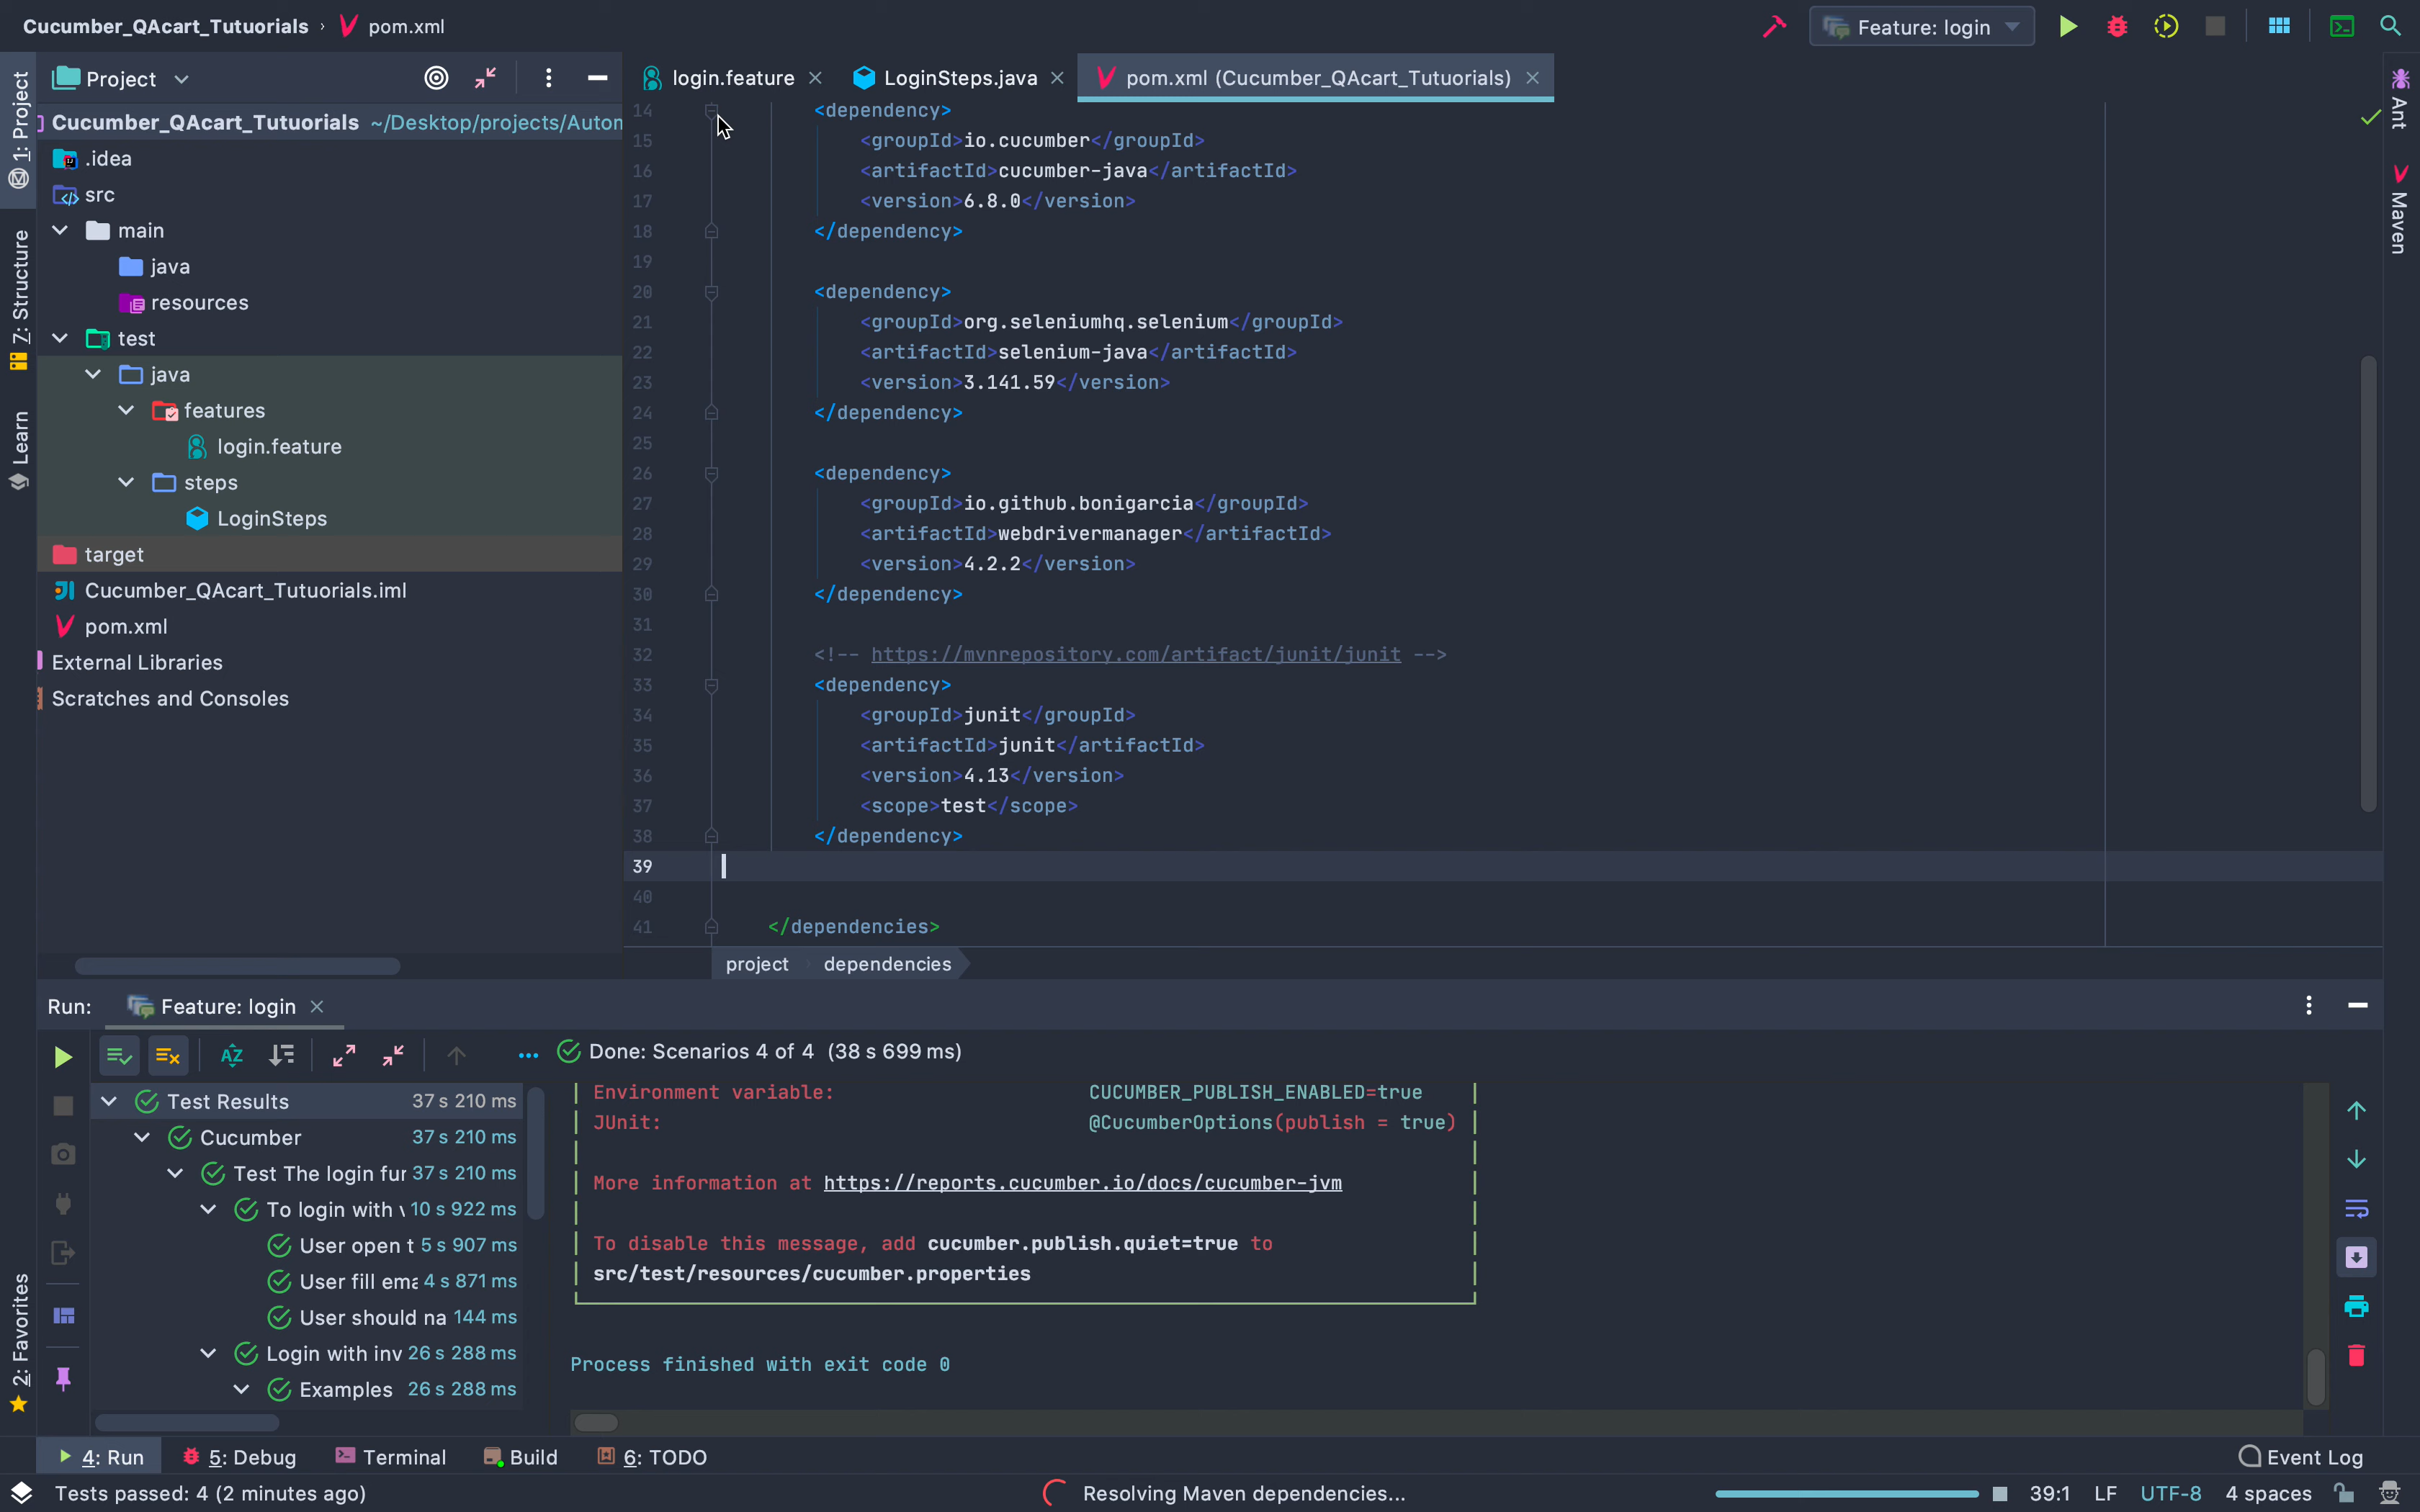 Cucumber_QAcart_Tutuorials › pom.xml
Feature: login
1: Project
7: Structure
Learn
2: Favorites
Project
Cucumber_QAcart_Tutuorials ~/Desktop/projects/Autom
.idea
src
main
java
resources
test
java
features
login.feature
steps
LoginSteps
target
Cucumber_QAcart_Tutuorials.iml
pom.xml
External Libraries
Scratches and Consoles
login.feature
LoginSteps.java
pom.xml (Cucumber_QAcart_Tutuorials)
14 <dependency>
15 <groupId>io.cucumber</groupId>
16 <artifactId>cucumber-java</artifactId>
17 <version>6.8.0</version>
18 </dependency>
19
20 <dependency>
21 <groupId>org.seleniumhq.selenium</groupId>
22 <artifactId>selenium-java</artifactId>
23 <version>3.141.59</version>
24 </dependency>
25
26 <dependency>
27 <groupId>io.github.bonigarcia</groupId>
28 <artifactId>webdrivermanager</artifactId>
29 <version>4.2.2</version>
30 </dependency>
31
32 <!-- https://mvnrepository.com/artifact/junit/junit -->
33 <dependency>
34 <groupId>junit</groupId>
35 <artifactId>junit</artifactId>
36 <version>4.13</version>
37 <scope>test</scope>
38 </dependency>
39
40
41 </dependencies>
project dependencies
Ant
Maven
Run: Feature: login
Done: Scenarios 4 of 4 (38 s 699 ms)
Test Results 37 s 210 ms
Cucumber 37 s 210 ms
Test The login fur 37 s 210 ms
To login with v 10 s 922 ms
User open t 5 s 907 ms
User fill ema 4 s 871 ms
User should na 144 ms
Login with inv 26 s 288 ms
Examples 26 s 288 ms
Environment variable: CUCUMBER_PUBLISH_ENABLED=true
JUnit: @CucumberOptions(publish = true)
More information at https://reports.cucumber.io/docs/cucumber-jvm
To disable this message, add cucumber.publish.quiet=true to
src/test/resources/cucumber.properties
Process finished with exit code 0
4: Run 5: Debug Terminal Build 6: TODO Event Log
Tests passed: 4 (2 minutes ago) Resolving Maven dependencies... 39:1 LF UTF-8 4 spaces